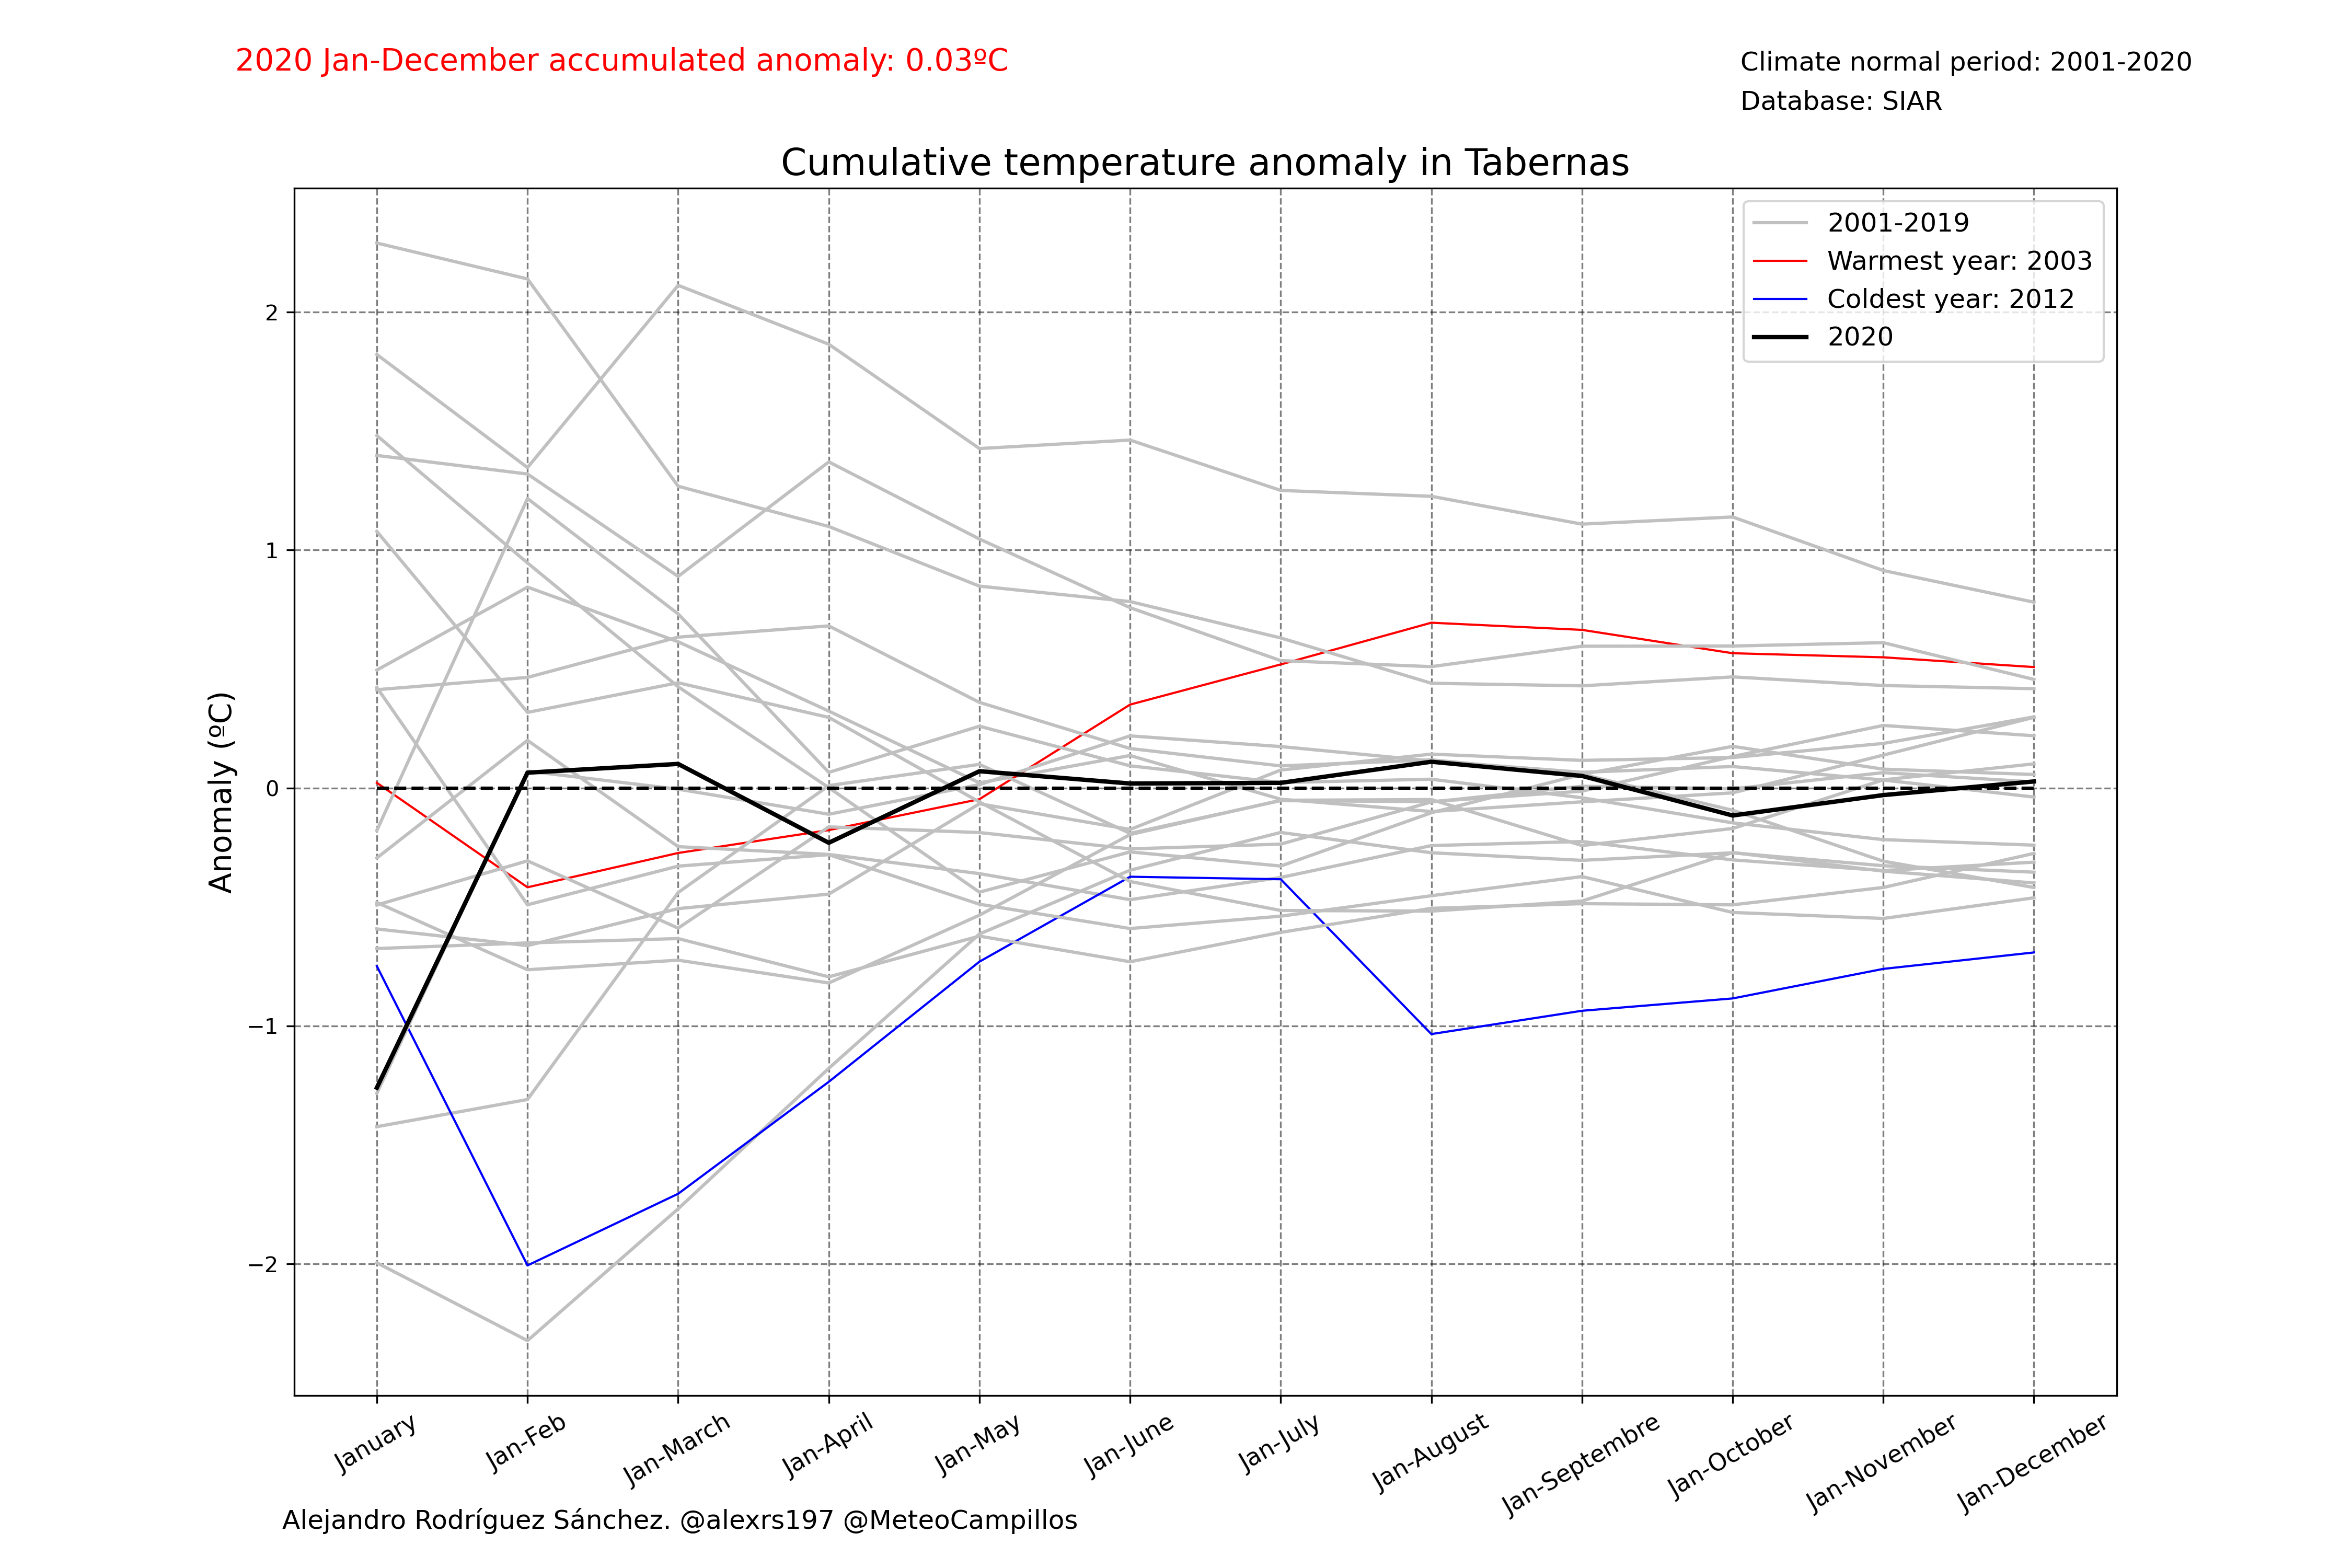 2020 Jan-December accumulated anomaly: 0.03ºC
Climate normal period: 2001-2020
Database: SIAR
Cumulative temperature anomaly in Tabernas
2001-2019
Warmest year: 2003
Coldest year: 2012
2020
Anomaly (ºC)
2
1
0
−1
−2
January
Jan-Feb
Jan-March
Jan-April
Jan-May
Jan-June
Jan-July
Jan-August
Jan-Septembre
Jan-October
Jan-November
Jan-December
Alejandro Rodríguez Sánchez. @alexrs197 @MeteoCampillos